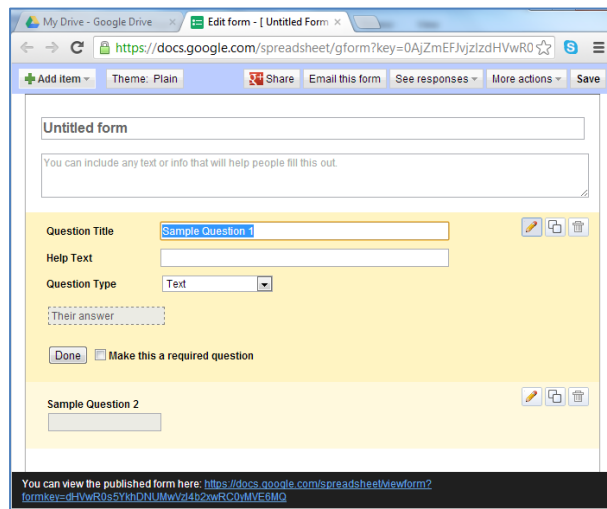 My Drive - Google Drive
Edit form - [ Untitled Form
https://docs.google.com/spreadsheet/gform?key=0AjZmEFJvjzIzdHVwR0
Add item
Theme: Plain
Share
Email this form
See responses
More actions
Save
Untitled form
You can include any text or info that will help people fill this out.
Question Title
Sample Question 1
Help Text
Question Type
Text
Their answer
Done
Make this a required question
Sample Question 2
You can view the published form here: https://docs.google.com/spreadsheet/viewform?
formkey=dHVwR0s5YkhDNUMwVzI4b2xwRC0vMVE6MQ